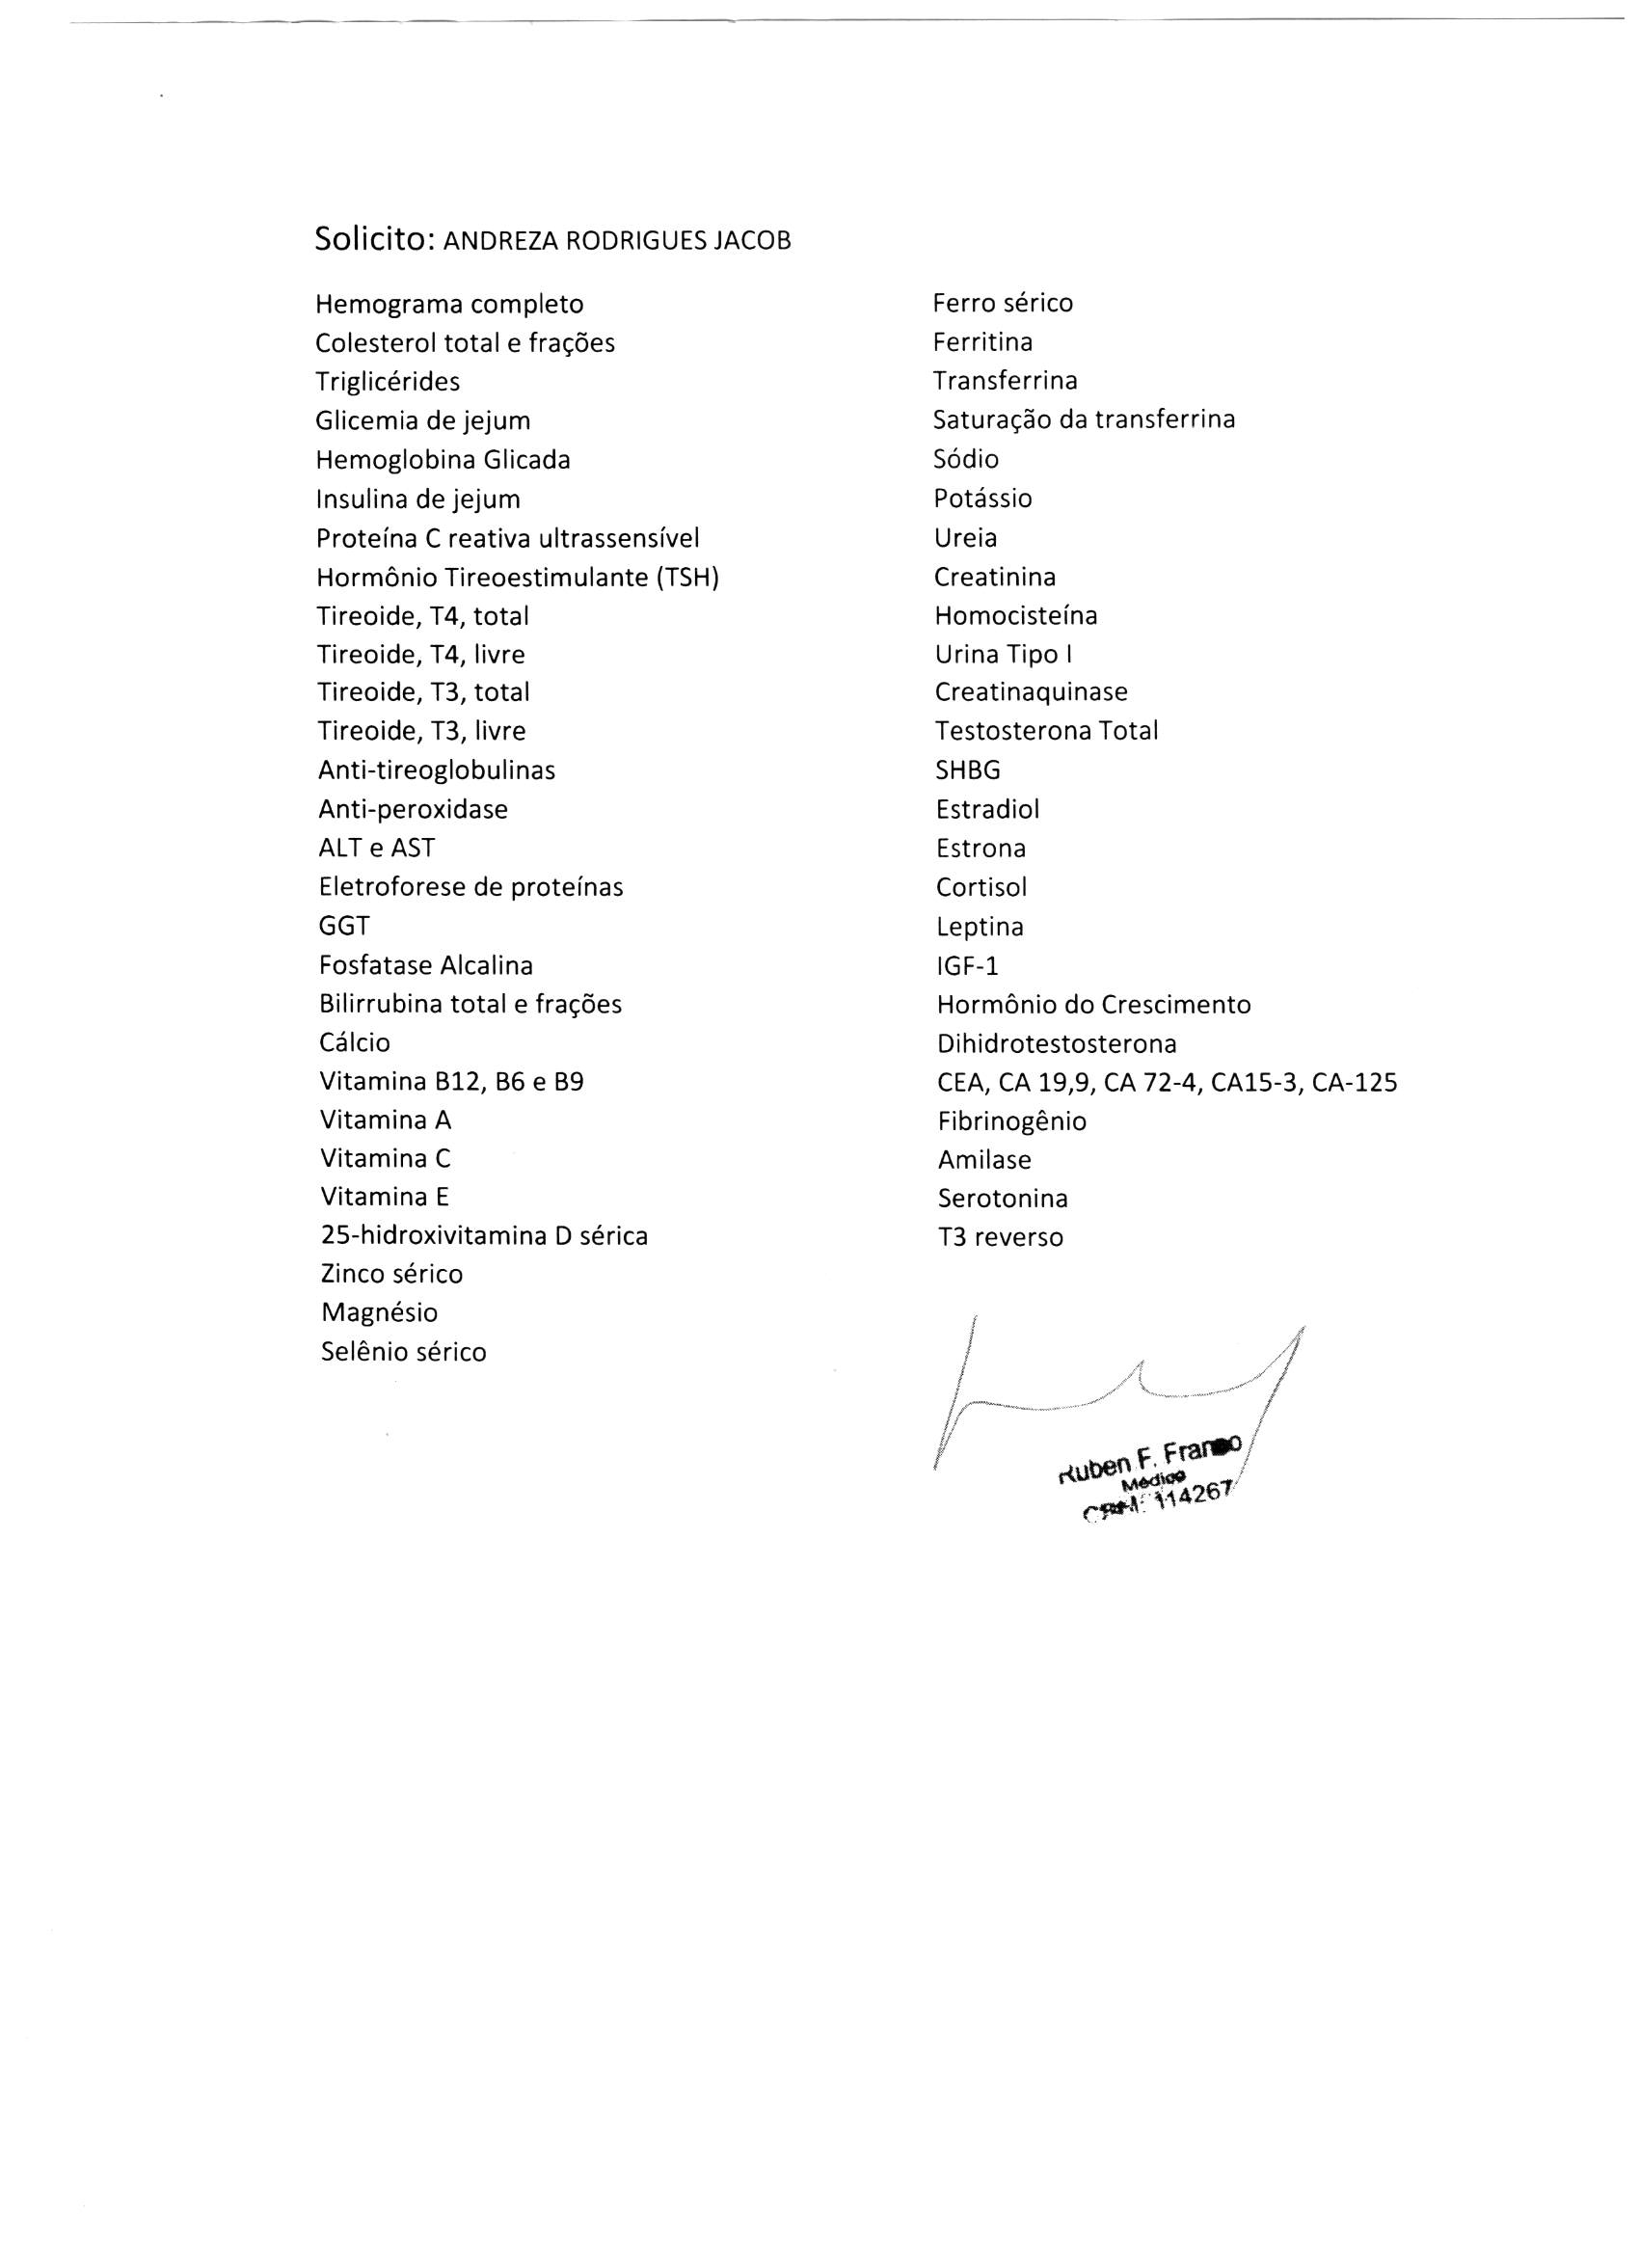 Solicito: ANDREZA RODRIGUES JACOB
Hemograma completo
Colesterol total e frações
Triglicérides
Glicemia de jejum
Hemoglobina Glicada
Insulina de jejum
Proteína C reativa ultrassensível
Hormônio Tireoestimulante (TSH)
Tireoide, T4, total
Tireoide, T4, livre
Tireoide, T3, total
Tireoide, T3, livre
Anti-tireoglobulinas
Anti-peroxidase
ALT e AST
Eletroforese de proteínas
GGT
Fosfatase Alcalina
Bilirrubina total e frações
Cálcio
Vitamina B12, B6 e B9
Vitamina A
Vitamina C
Vitamina E
25-hidroxivitamina D sérica
Zinco sérico
Magnésio
Selênio sérico
Ferro sérico
Ferritina
Transferrina
Saturação da transferrina
Sódio
Potássio
Ureia
Creatinina
Homocisteína
Urina Tipo I
Creatinaquinase
Testosterona Total
SHBG
Estradiol
Estrona
Cortisol
Leptina
IGF-1
Hormônio do Crescimento
Dihidrotestosterona
CEA, CA 19,9, CA 72-4, CA15-3, CA-125
Fibrinogênio
Amilase
Serotonina
T3 reverso
Ruben F.
Médico
114267